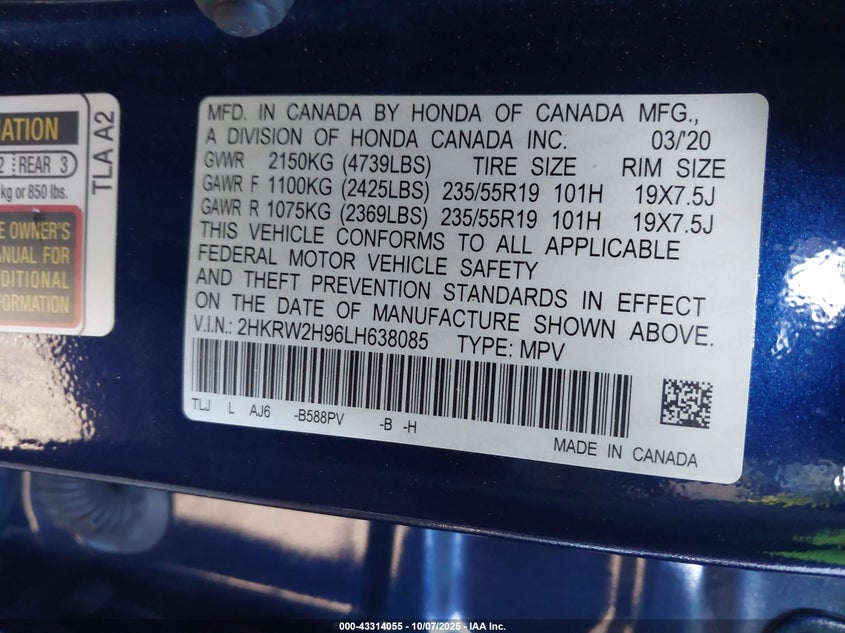 ATION
2 REAR 3
kg or 850 lbs.
E OWNER'S
ANUAL FOR
DITIONAL
FORMATION
TLA A2
MFD. IN CANADA BY HONDA OF CANADA MFG.,
A DIVISION OF HONDA CANADA INC. 03/'20
GVWR 2150KG (4739LBS) TIRE SIZE RIM SIZE
GAWR F 1100KG (2425LBS) 235/55R19 101H 19X7.5J
GAWR R 1075KG (2369LBS) 235/55R19 101H 19X7.5J
THIS VEHICLE CONFORMS TO ALL APPLICABLE
FEDERAL MOTOR VEHICLE SAFETY
AND THEFT PREVENTION STANDARDS IN EFFECT
ON THE DATE OF MANUFACTURE SHOWN ABOVE.
V.I.N.: 2HKRW2H96LH638085 TYPE: MPV
TLJ L AJ6 -B588PV -B -H
MADE IN CANADA
000-43314055 - 10/07/2025 - IAA Inc.